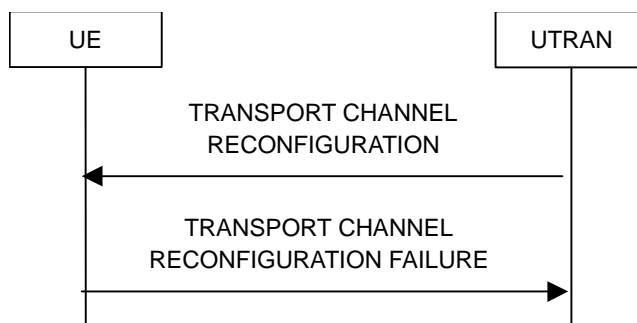 UE
UTRAN
TRANSPORT CHANNEL
RECONFIGURATION
TRANSPORT CHANNEL
RECONFIGURATION FAILURE